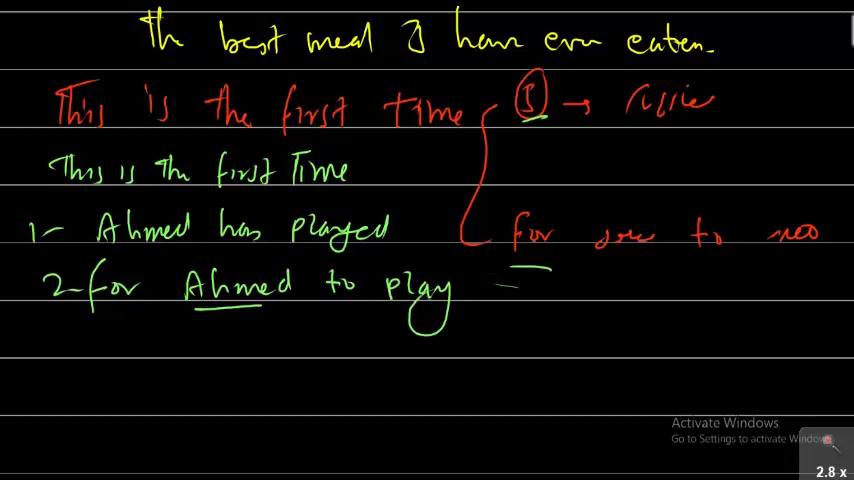 The best meal I have ever eaten.
This is the first time
This is the first Time
1- Ahmed has played
For to
2- for Ahmed to play
Activate Windows
Go to Settings to activate Windows.
2.8 x